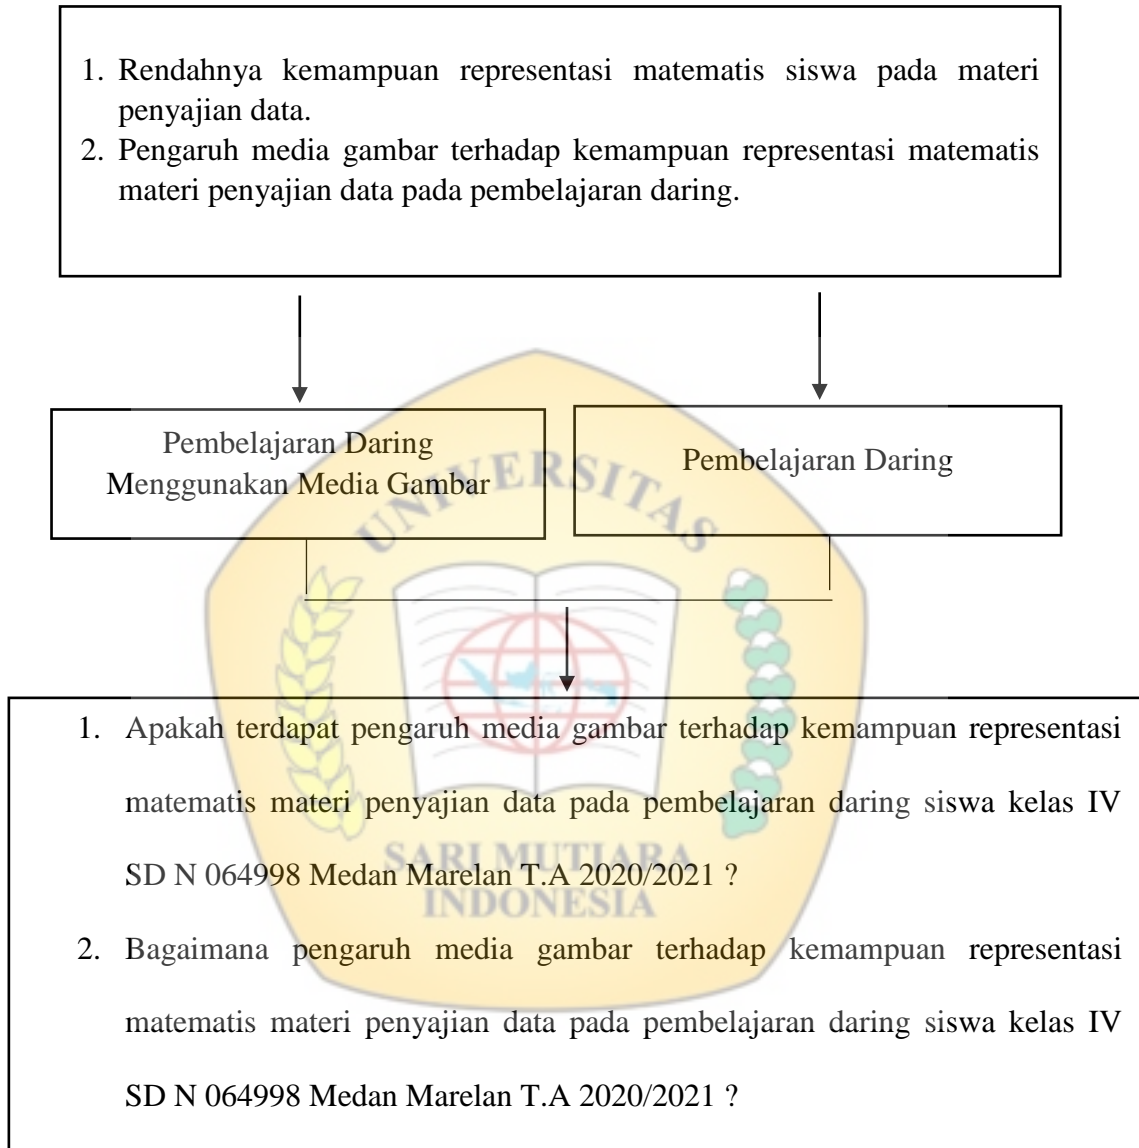 1. Rendahnya kemampuan representasi matematis siswa pada materi
penyajian data.
2. Pengaruh media gambar terhadap kemampuan representasi matematis
materi penyajian data pada pembelajaran daring.
Pembelajaran Daring
Menggunakan Media Gambar
Pembelajaran Daring
UNIVERSITAS
1. Apakah terdapat pengaruh media gambar terhadap kemampuan representasi
matematis materi penyajian data pada pembelajaran daring siswa kelas IV
SD N 064998 Medan Marelan T.A 2020/2021 ?
SARI MUTIARA
INDONESIA
2. Bagaimana pengaruh media gambar terhadap kemampuan representasi
matematis materi penyajian data pada pembelajaran daring siswa kelas IV
SD N 064998 Medan Marelan T.A 2020/2021 ?